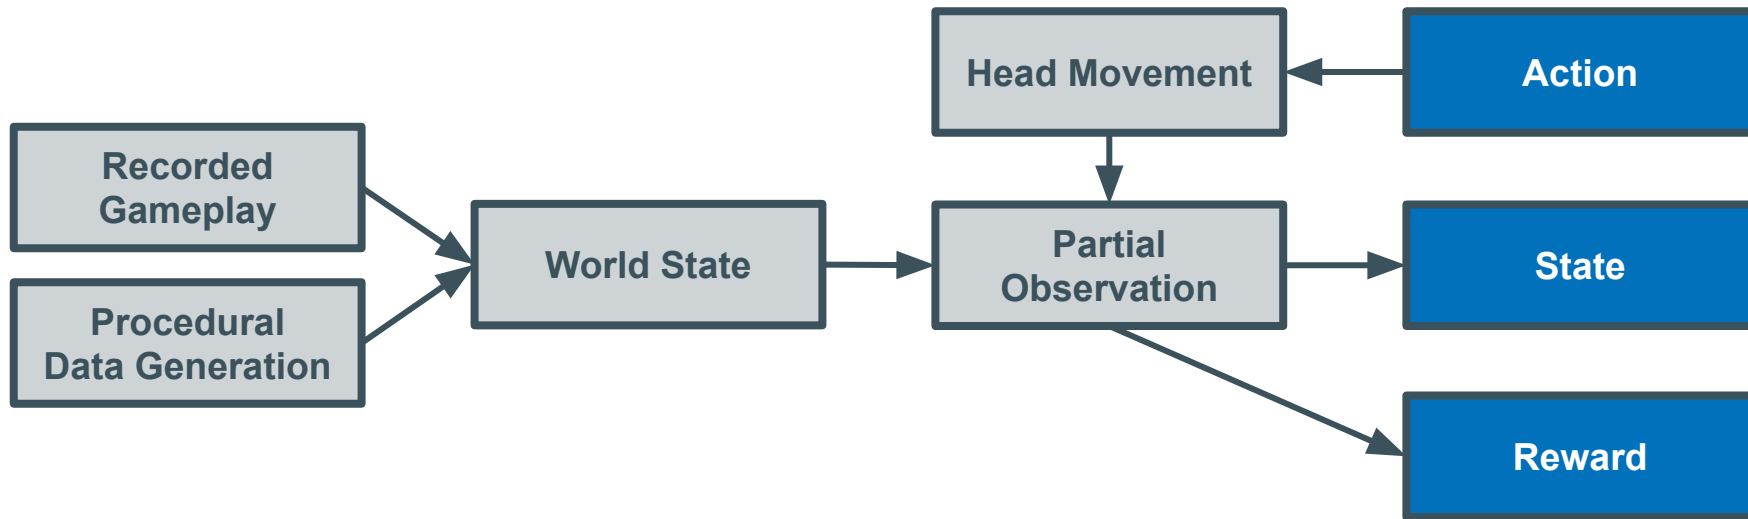 Recorded
Gameplay
Procedural
Data Generation
World State
Head Movement
Partial
Observation
Action
State
Reward